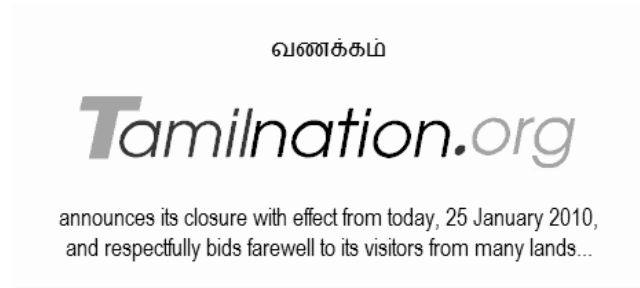 வணக்கம்
Tamilnation.org
announces its closure with effect from today, 25 January 2010,
and respectfully bids farewell to its visitors from many lands...